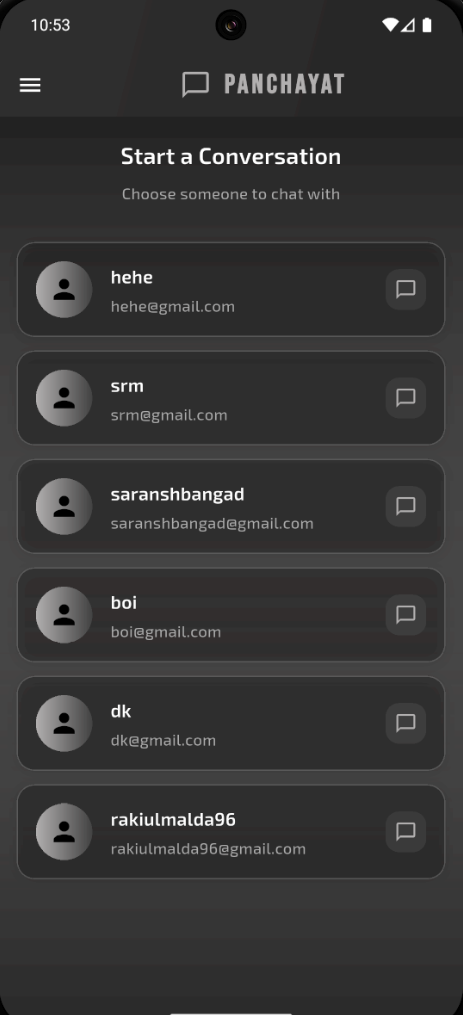 10:53
PANCHAYAT
Start a Conversation
Choose someone to chat with
hehe
hehe@gmail.com
srm
srm@gmail.com
saranshbangad
saranshbangad@gmail.com
boi
boi@gmail.com
dk
dk@gmail.com
rakiulmalda96
rakiulmalda96@gmail.com